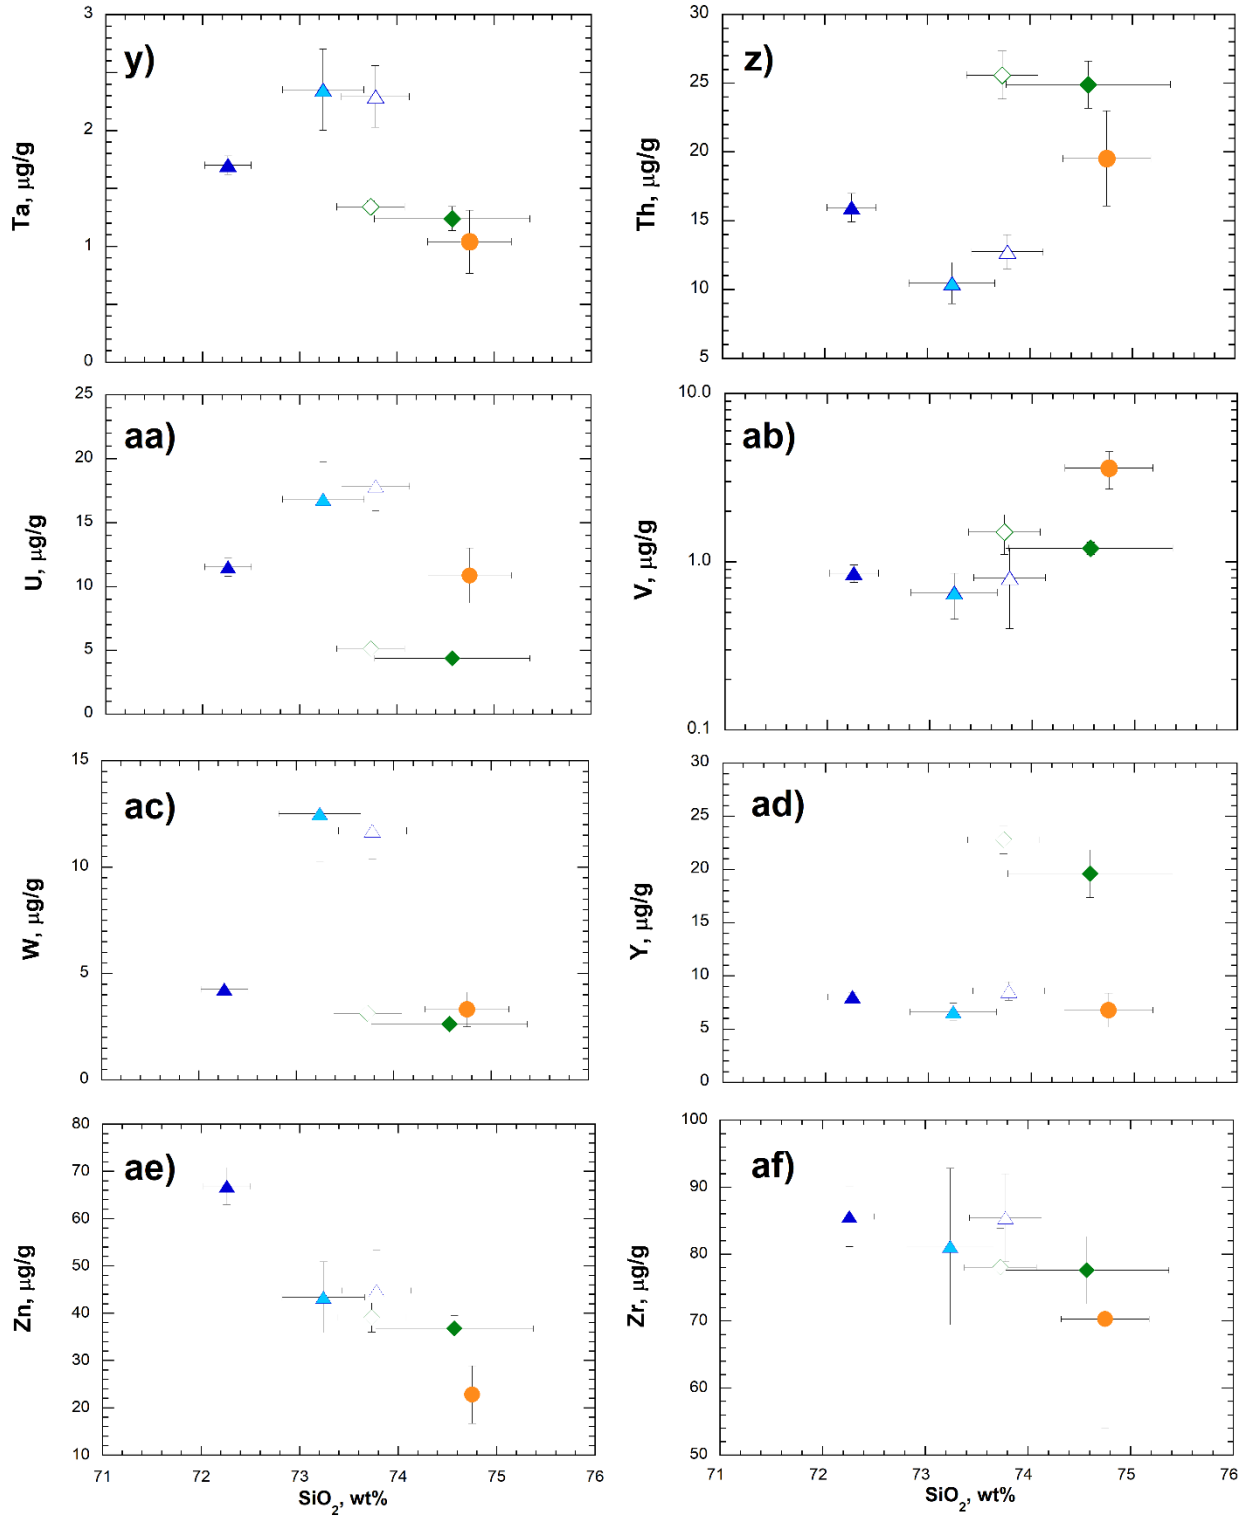 y)
3
2
1
0
Ta, μg/g
z)
30
25
20
15
10
5
Th, μg/g
aa)
25
20
15
10
5
0
U, μg/g
ab)
10.0
1.0
0.1
V, μg/g
ac)
15
10
5
0
W, μg/g
ad)
30
25
20
15
10
5
0
Y, μg/g
ae)
80
70
60
50
40
30
20
10
Zn, μg/g
71 72 73 74 75 76
SiO₂, wt%
af)
100
90
80
70
60
50
Zr, μg/g
71 72 73 74 75 76
SiO₂, wt%